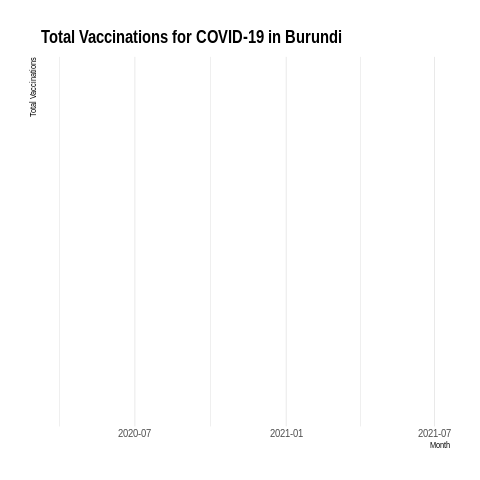 Total Vaccinations for COVID-19 in Burundi
Total Vaccinations
2020-07
2021-01
2021-07
Month